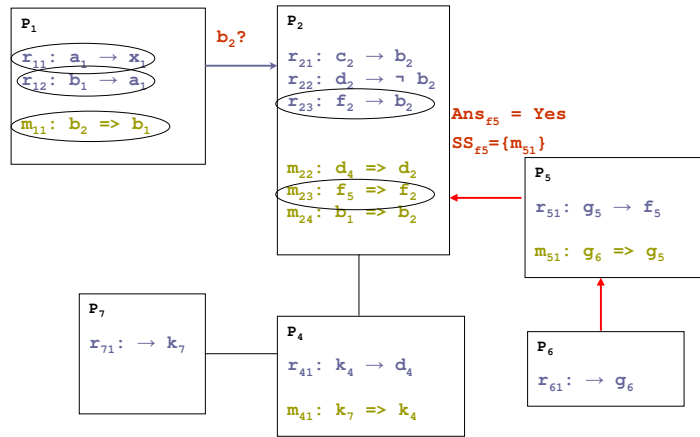 P₁
r₁₁: a₁ → x₁
r₁₂: b₁ → a₁
m₁₁: b₂ => b₁
b₂?
P₂
r₂₁: c₂ → b₂
r₂₂: d₂ → ¬ b₂
r₂₃: f₂ → b₂
m₂₂: d₄ => d₂
m₂₃: f₅ => f₂
m₂₄: b₁ => b₂
Ans_f5 = Yes
SS_f5={m₅₁}
P₅
r₅₁: g₅ → f₅
m₅₁: g₆ => g₅
P₇
r₇₁: → k₇
P₄
r₄₁: k₄ → d₄
m₄₁: k₇ => k₄
P₆
r₆₁: → g₆